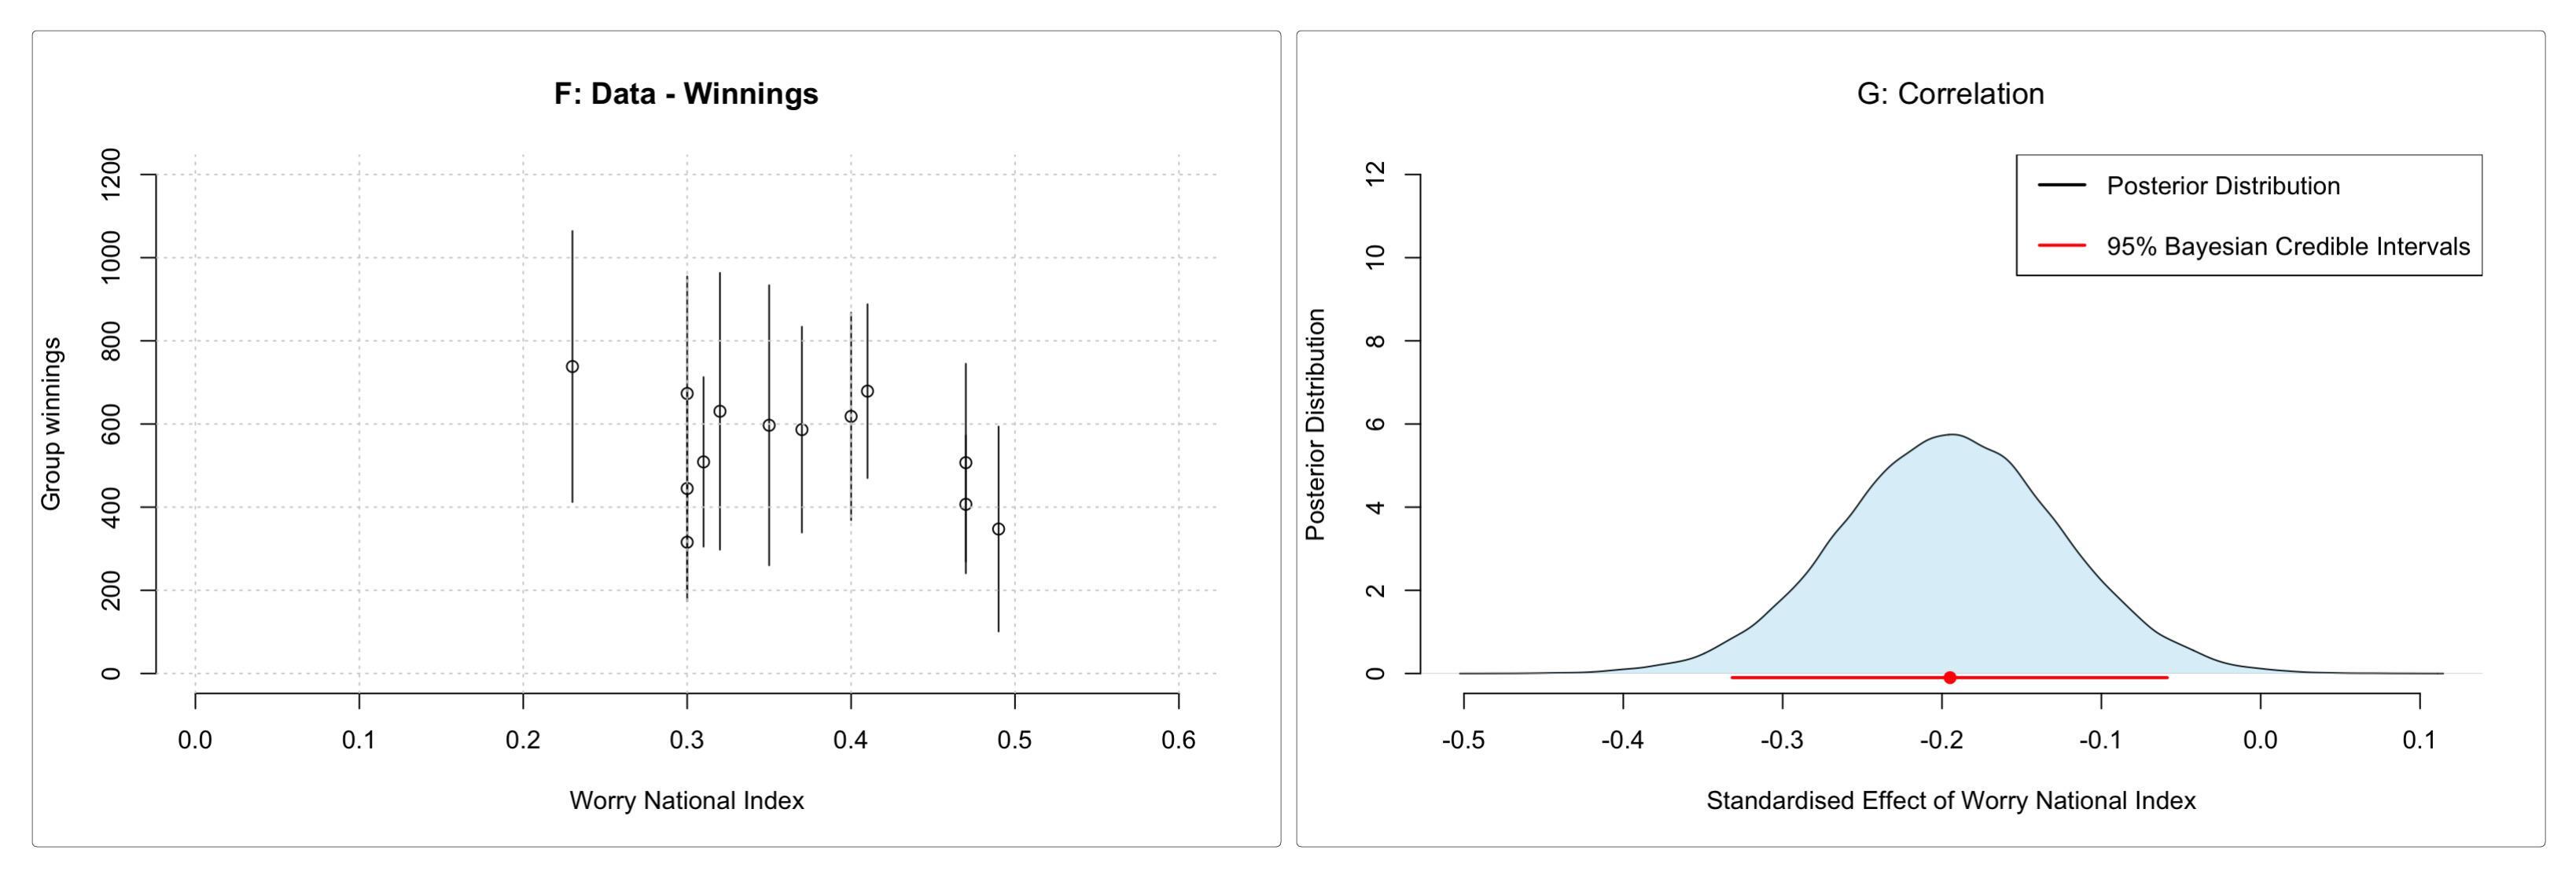 F: Data - Winnings
1200
1000
800
600
400
200
0
Group winnings
0.0 0.1 0.2 0.3 0.4 0.5 0.6
Worry National Index
G: Correlation
Posterior Distribution
95% Bayesian Credible Intervals
12
10
8
6
4
2
0
Posterior Distribution
-0.5 -0.4 -0.3 -0.2 -0.1 0.0 0.1
Standardised Effect of Worry National Index